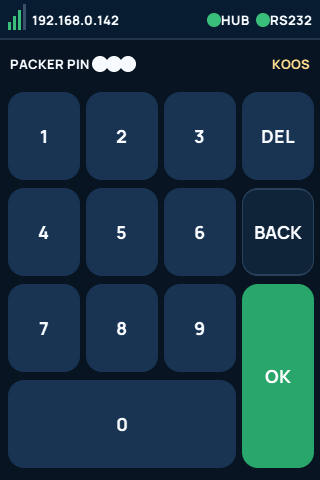 192.168.0.142 HUB RS232
PACKER PIN KOOS
1 2 3 DEL
4 5 6 BACK
7 8 9 OK
0